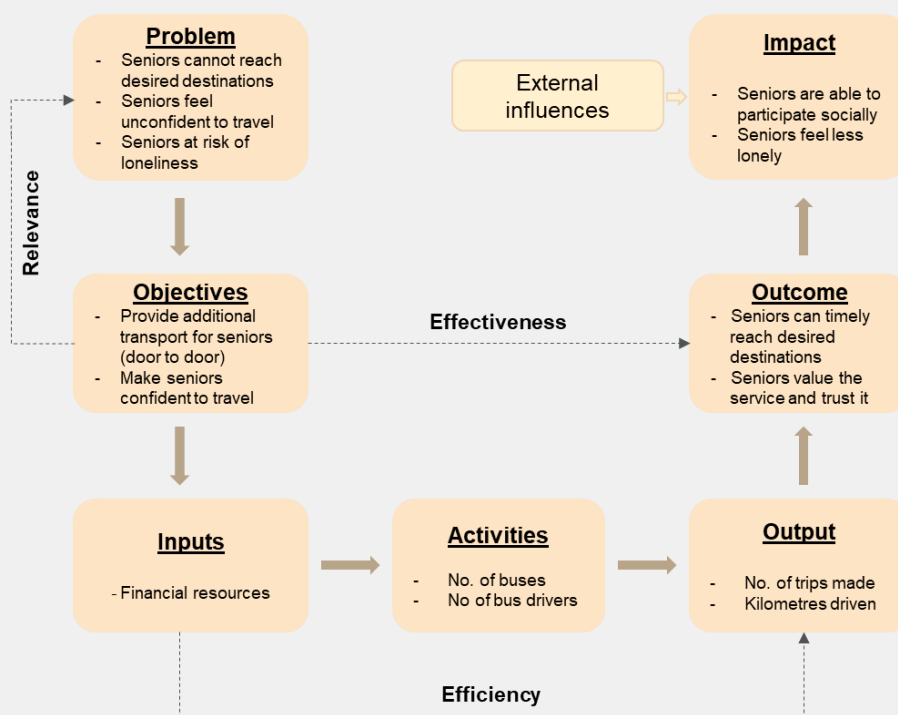 Problem
- Seniors cannot reach
desired destinations
- Seniors feel
unconfident to travel
- Seniors at risk of
loneliness
External
influences
Impact
- Seniors are able to
participate socially
- Seniors feel less
lonely
Relevance
Objectives
- Provide additional
transport for seniors
(door to door)
- Make seniors
confident to travel
Effectiveness
Outcome
- Seniors can timely
reach desired
destinations
- Seniors value the
service and trust it
Inputs
- Financial resources
Activities
- No. of buses
- No of bus drivers
Output
- No. of trips made
- Kilometres driven
Efficiency